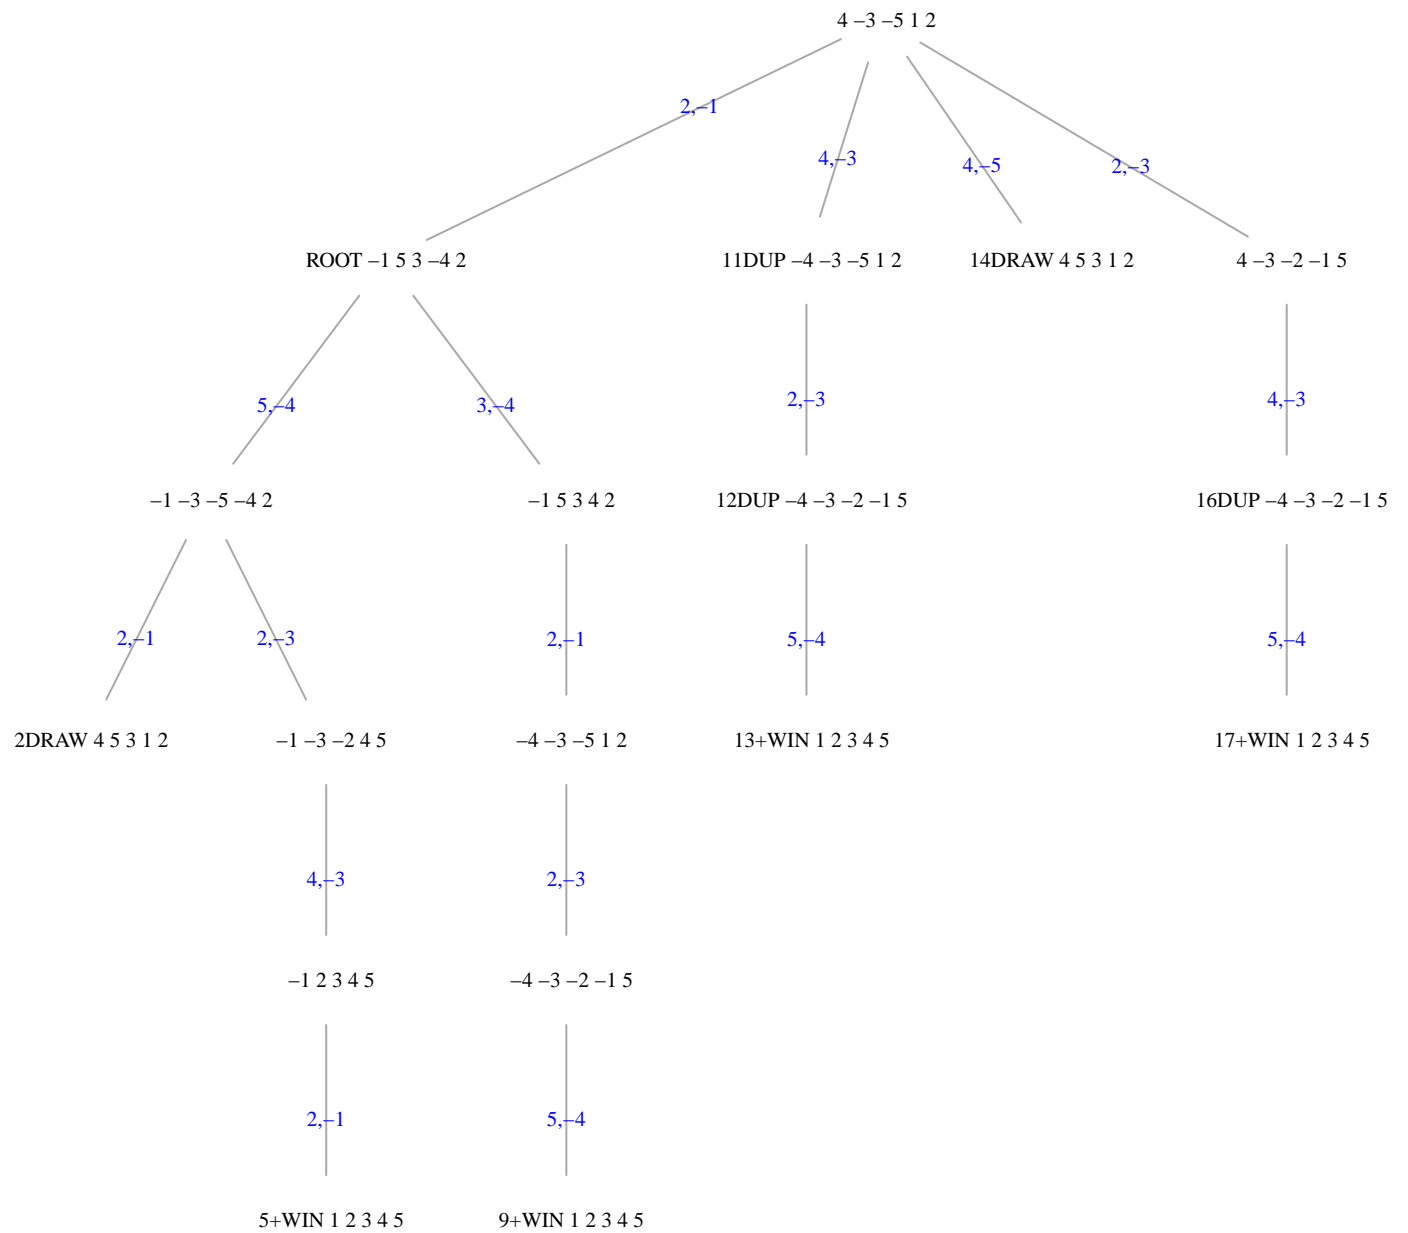 4 –3 –5 1 2
2,–1
4,–3
4,–5
2,–3
ROOT –1 5 3 –4 2
11DUP –4 –3 –5 1 2
14DRAW 4 5 3 1 2
4 –3 –2 –1 5
5,–4
3,–4
2,–3
4,–3
–1 –3 –5 –4 2
–1 5 3 4 2
12DUP –4 –3 –2 –1 5
16DUP –4 –3 –2 –1 5
2,–1
2,–3
2,–1
5,–4
5,–4
2DRAW 4 5 3 1 2
–1 –3 –2 4 5
–4 –3 –5 1 2
13+WIN 1 2 3 4 5
17+WIN 1 2 3 4 5
4,–3
2,–3
–1 2 3 4 5
–4 –3 –2 –1 5
2,–1
5,–4
5+WIN 1 2 3 4 5
9+WIN 1 2 3 4 5